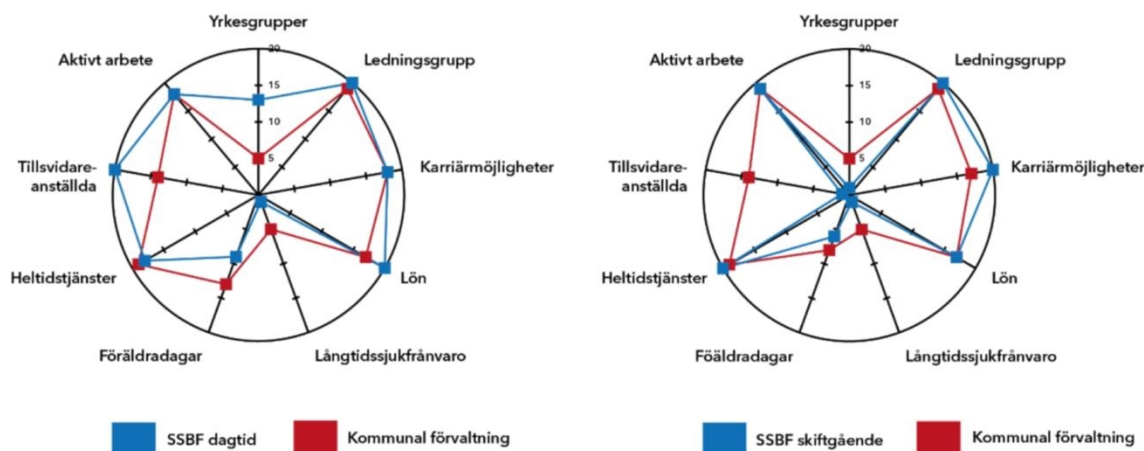 Yrkesgrupper
20
Aktivt arbete
Ledningsgrupp
15
10
Tillsvidare-
anställda
5
Karriärmöjligheter
Heltidstjänster
Lön
Föräldradagar
Långtidssjukfrånvaro
SSBF dagtid
Kommunal förvaltning
Yrkesgrupper
20
Aktivt arbete
Ledningsgrupp
15
10
Tillsvidare-
anställda
5
Karriärmöjligheter
Heltidstjänster
Lön
Föäldradagar
Långtidssjukfrånvaro
SSBF skiftgående
Kommunal förvaltning